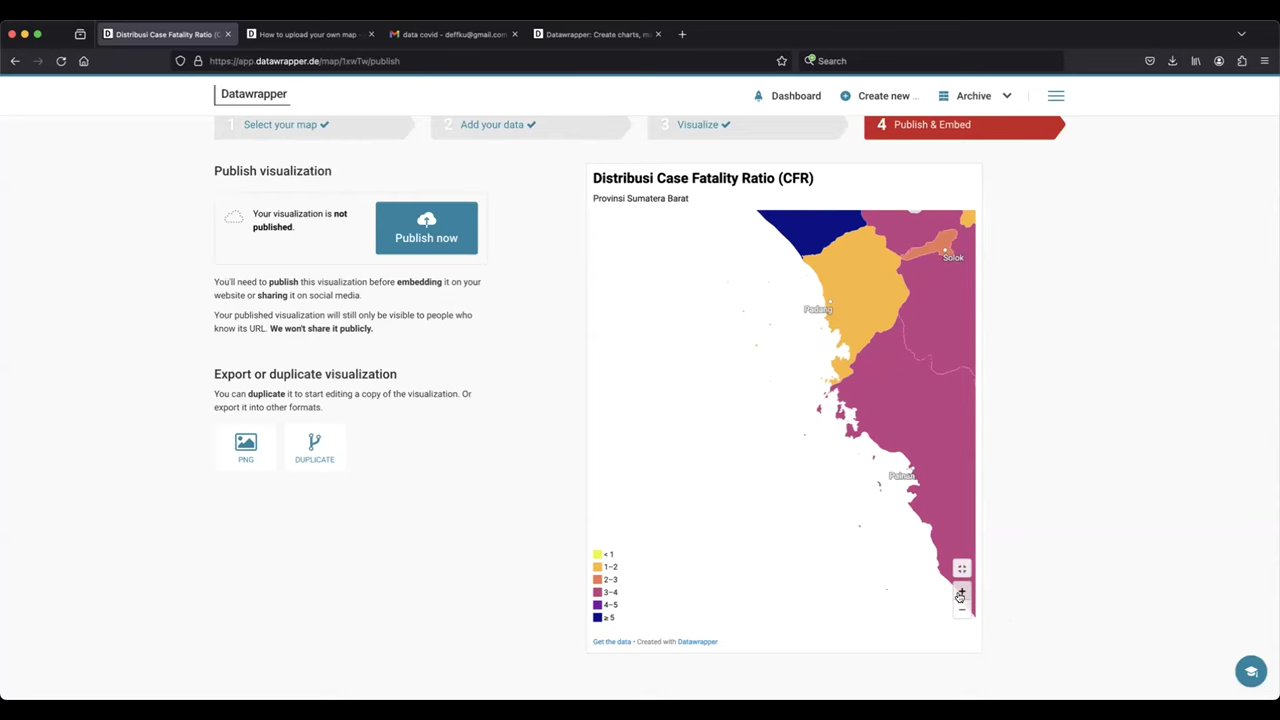 Distribusi Case Fatality Ratio (C
How to upload your own map -
data covid - deffku@gmail.com
Datawrapper: Create charts, m
https://app.datawrapper.de/map/1xwTw/publish
Search
Datawrapper
Dashboard
Create new ...
Archive
1 Select your map
2 Add your data
3 Visualize
4 Publish & Embed
Publish visualization
Your visualization is not
published.
Publish now
You'll need to publish this visualization before embedding it on your
website or sharing it on social media.
Your published visualization will still only be visible to people who
know its URL. We won't share it publicly.
Export or duplicate visualization
You can duplicate it to start editing a copy of the visualization. Or
export it into other formats.
PNG
DUPLICATE
Distribusi Case Fatality Ratio (CFR)
Provinsi Sumatera Barat
Solok
Padang
Painan
< 1
1–2
2–3
3–4
4–5
≥ 5
Get the data • Created with Datawrapper